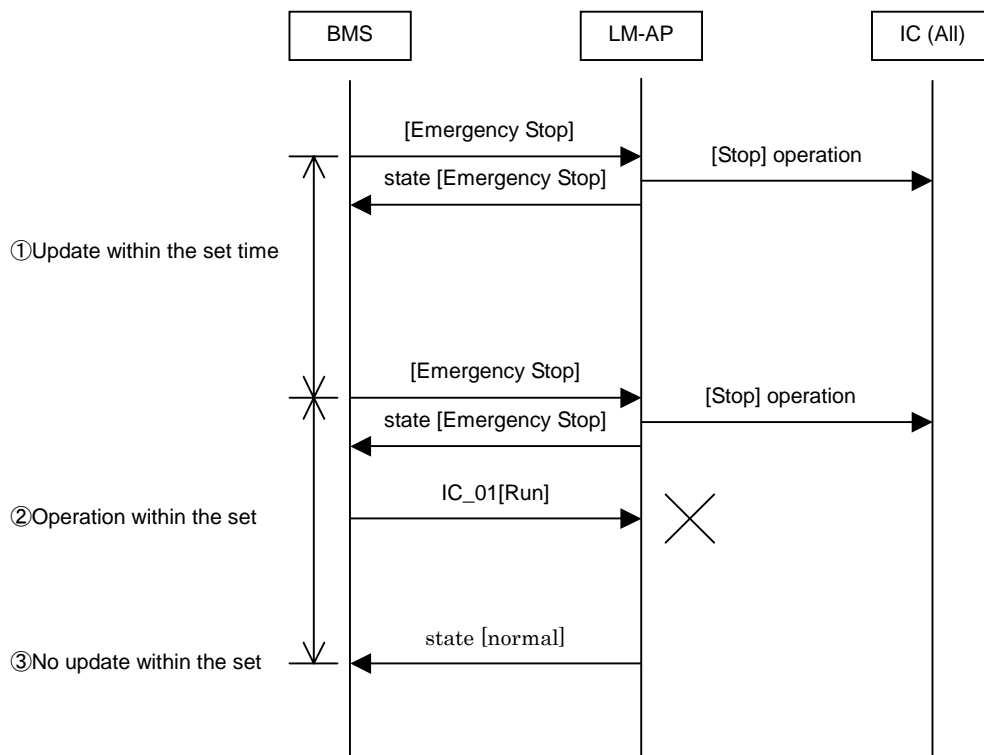 BMS
LM-AP
IC (All)
[Emergency Stop]
[Stop] operation
state [Emergency Stop]
①Update within the set time
[Emergency Stop]
[Stop] operation
state [Emergency Stop]
IC_01[Run]
②Operation within the set
state [normal]
③No update within the set